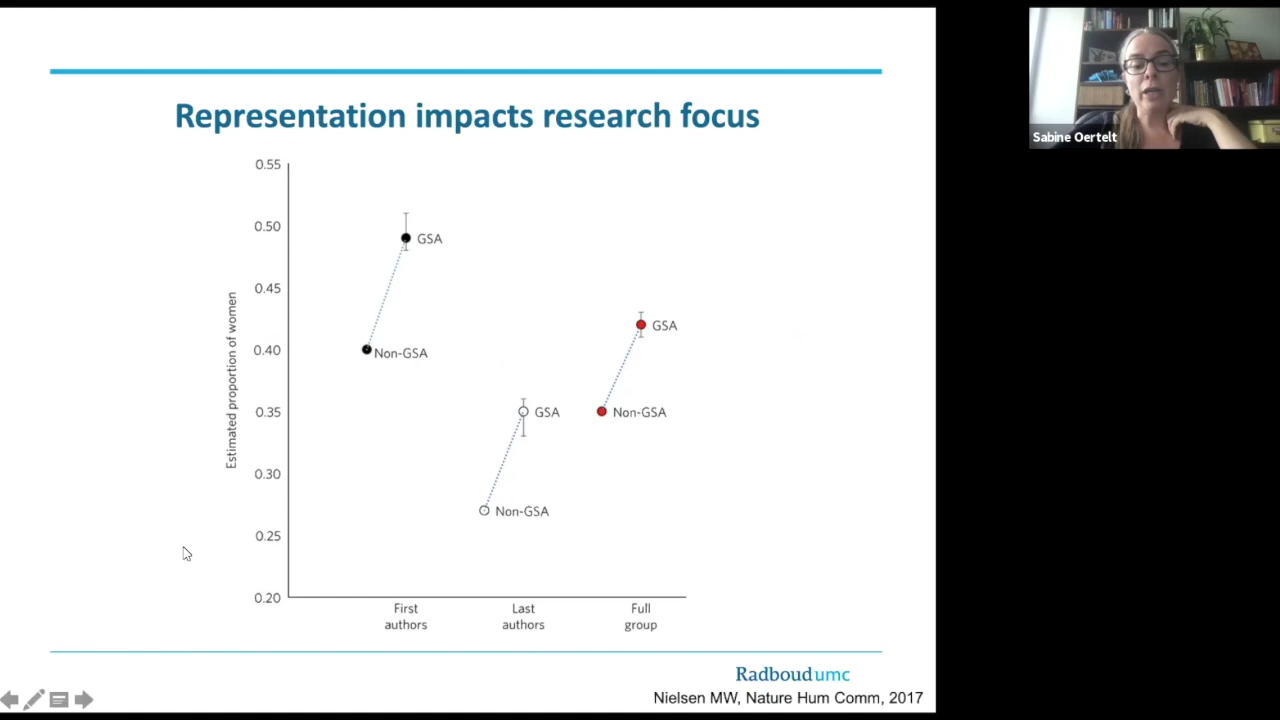 Representation impacts research focus
0.55
0.50
0.45
0.40
0.35
0.30
0.25
0.20
Estimated proportion of women
GSA
Non-GSA
GSA
Non-GSA
GSA
Non-GSA
First
authors
Last
authors
Full
group
Radboudumc
Nielsen MW, Nature Hum Comm, 2017
Sabine Oertelt